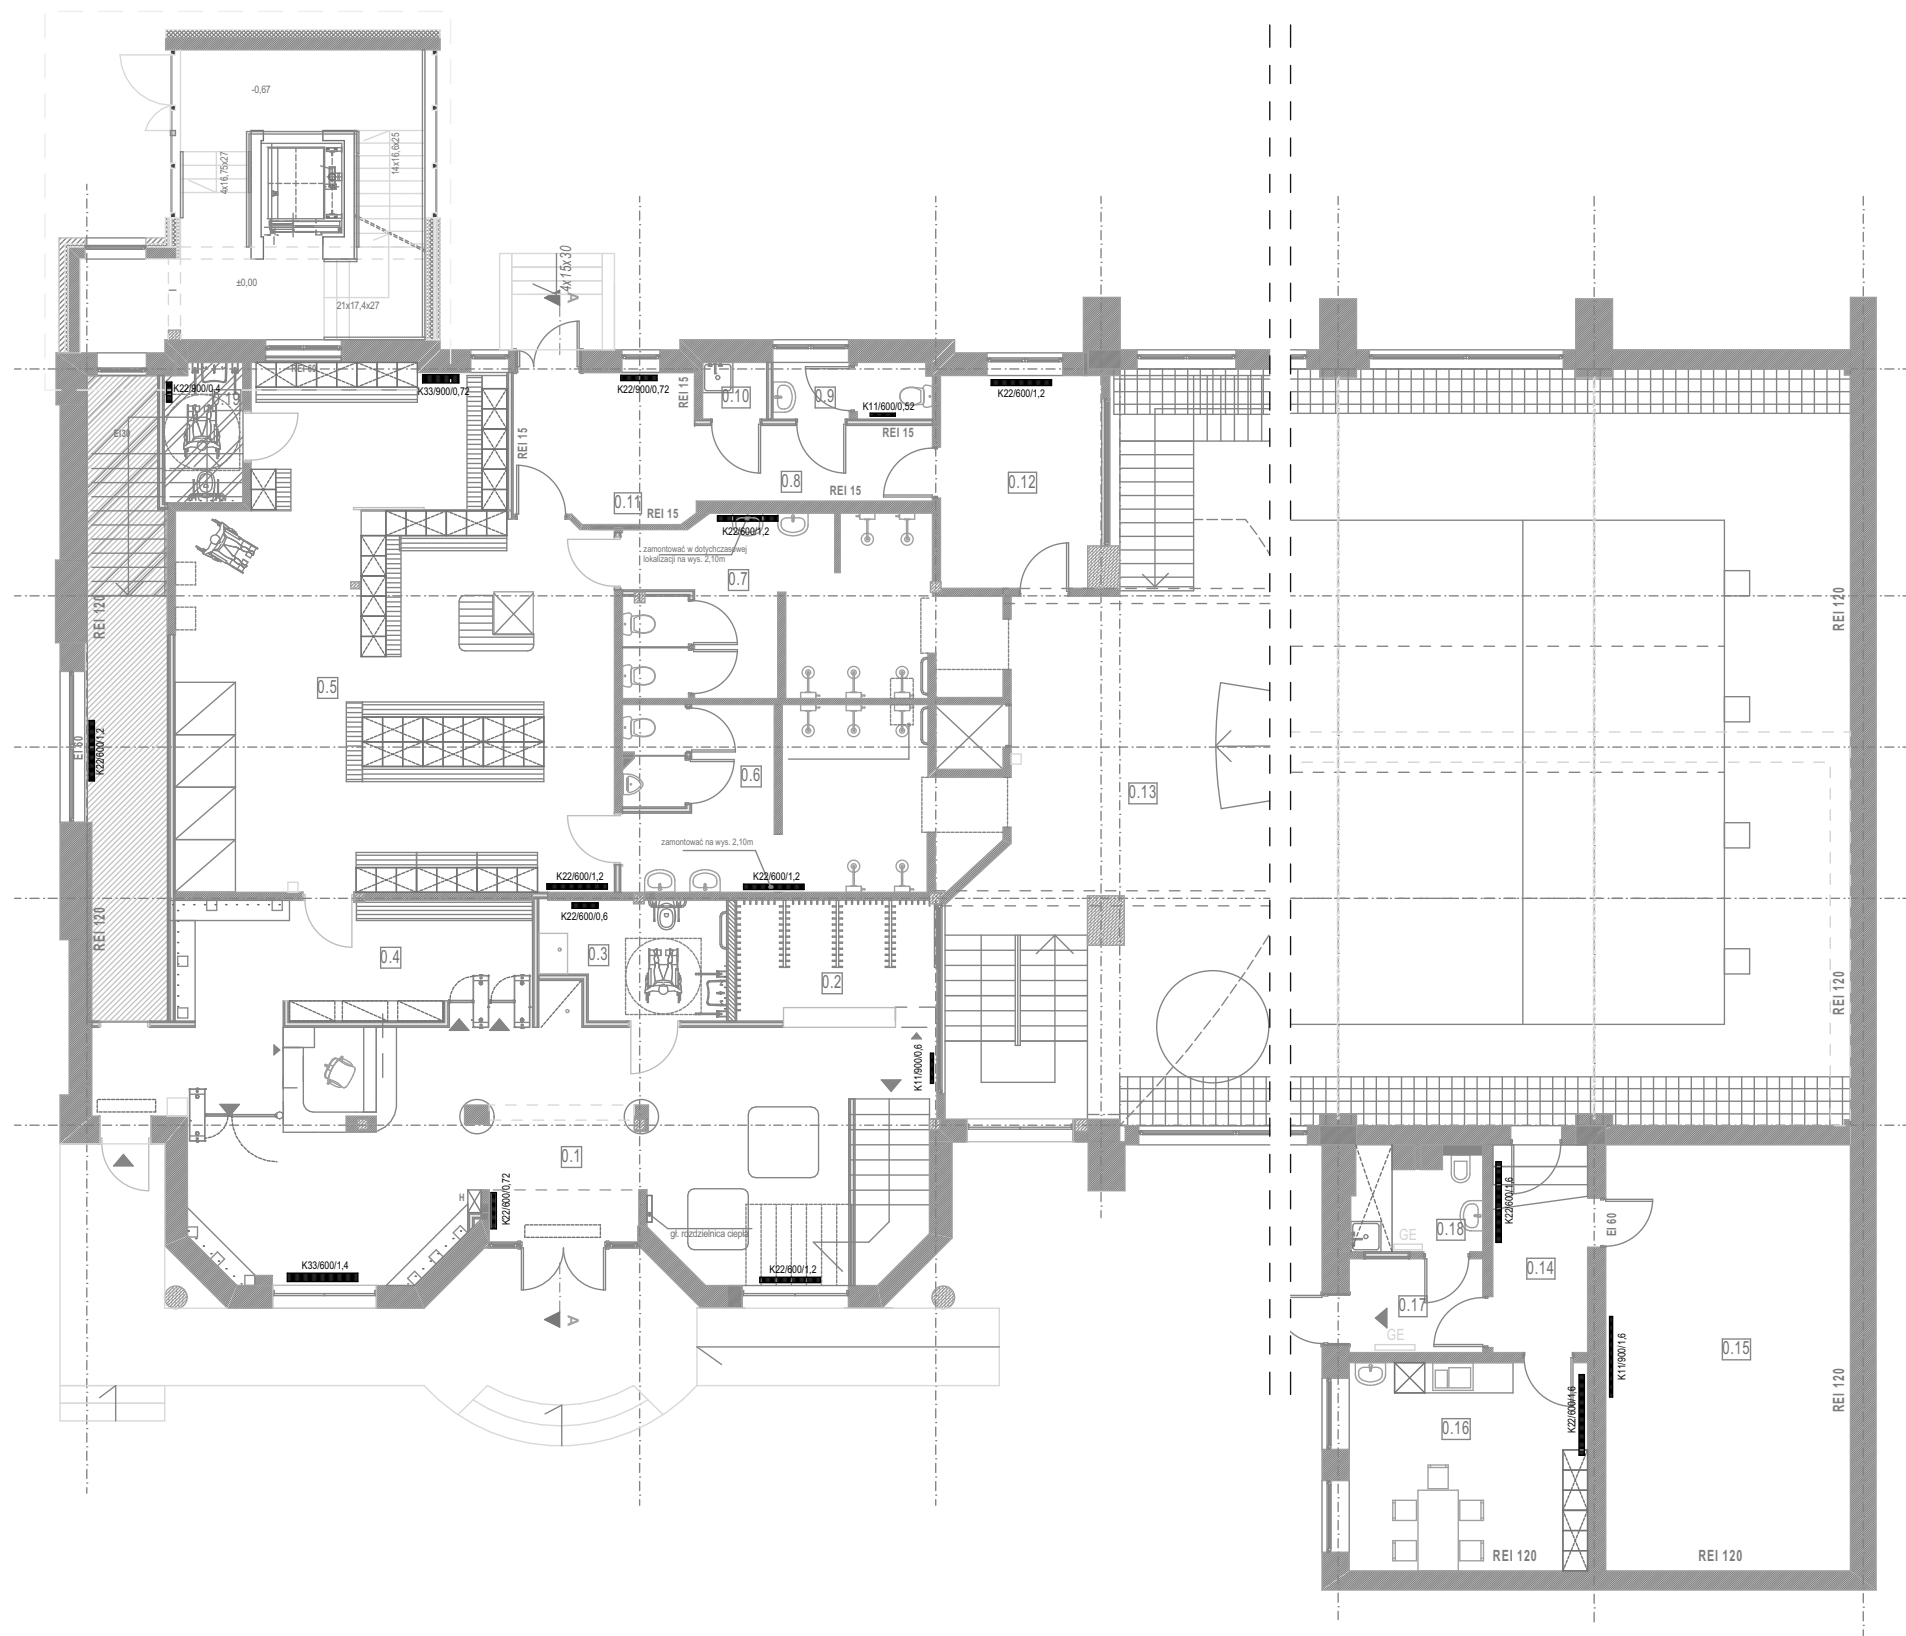 -0,67
4x16,75x27
14x16,6x25
±0,00
21x17,4x27
4x15x30
A
K22/900/0,4
0.19
REI 60
K33/900/0,72
K22/900/0,72
REI 15
0.10
0.9
K11/600/0,52
REI 15
K22/600/1,2
EI30
REI 15
0.11
0.8
REI 15
REI 15
0.12
K22/600/1,2
zamontować w dotychczasowej
lokalizacji na wys. 2,10m
0.7
REI 120
REI 120
0.5
EI 60
K22/600/1,2
0.6
0.13
zamontować na wys. 2,10m
K22/600/1,2
K22/600/1,2
K22/600/0,6
REI 120
0.4
0.3
0.2
REI 120
K11/900/0,6
0.1
H
K22/600/0,72
gł. rozdzielnica ciepła
K33/600/1,4
K22/600/1,2
A
K22/600/1,6
0.18
GE
EI 60
0.14
0.17
GE
K11/900/1,6
0.15
K22/600/1,6
REI 120
0.16
REI 120
REI 120